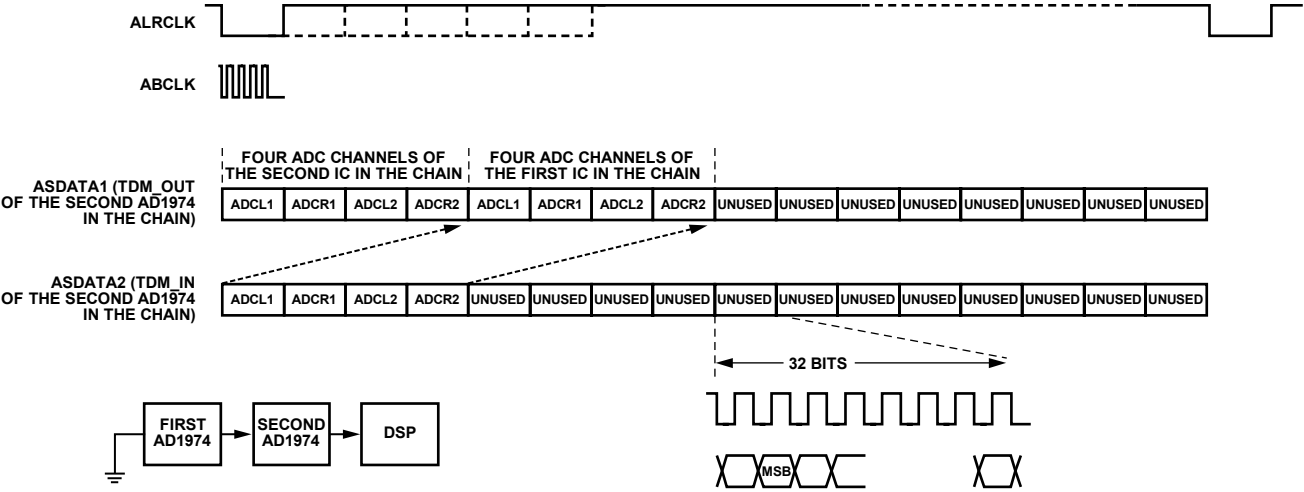 ALRCLK
ABCLK
FOUR ADC CHANNELS OF
THE SECOND IC IN THE CHAIN
FOUR ADC CHANNELS OF
THE FIRST IC IN THE CHAIN
ASDATA1 (TDM_OUT
OF THE SECOND AD1974
IN THE CHAIN)
ADCL1 ADCR1 ADCL2 ADCR2 ADCL1 ADCR1 ADCL2 ADCR2 UNUSED UNUSED UNUSED UNUSED UNUSED UNUSED UNUSED UNUSED
ASDATA2 (TDM_IN
OF THE SECOND AD1974
IN THE CHAIN)
ADCL1 ADCR1 ADCL2 ADCR2 UNUSED UNUSED UNUSED UNUSED UNUSED UNUSED UNUSED UNUSED UNUSED UNUSED UNUSED UNUSED
32 BITS
FIRST
AD1974
SECOND
AD1974
DSP
MSB